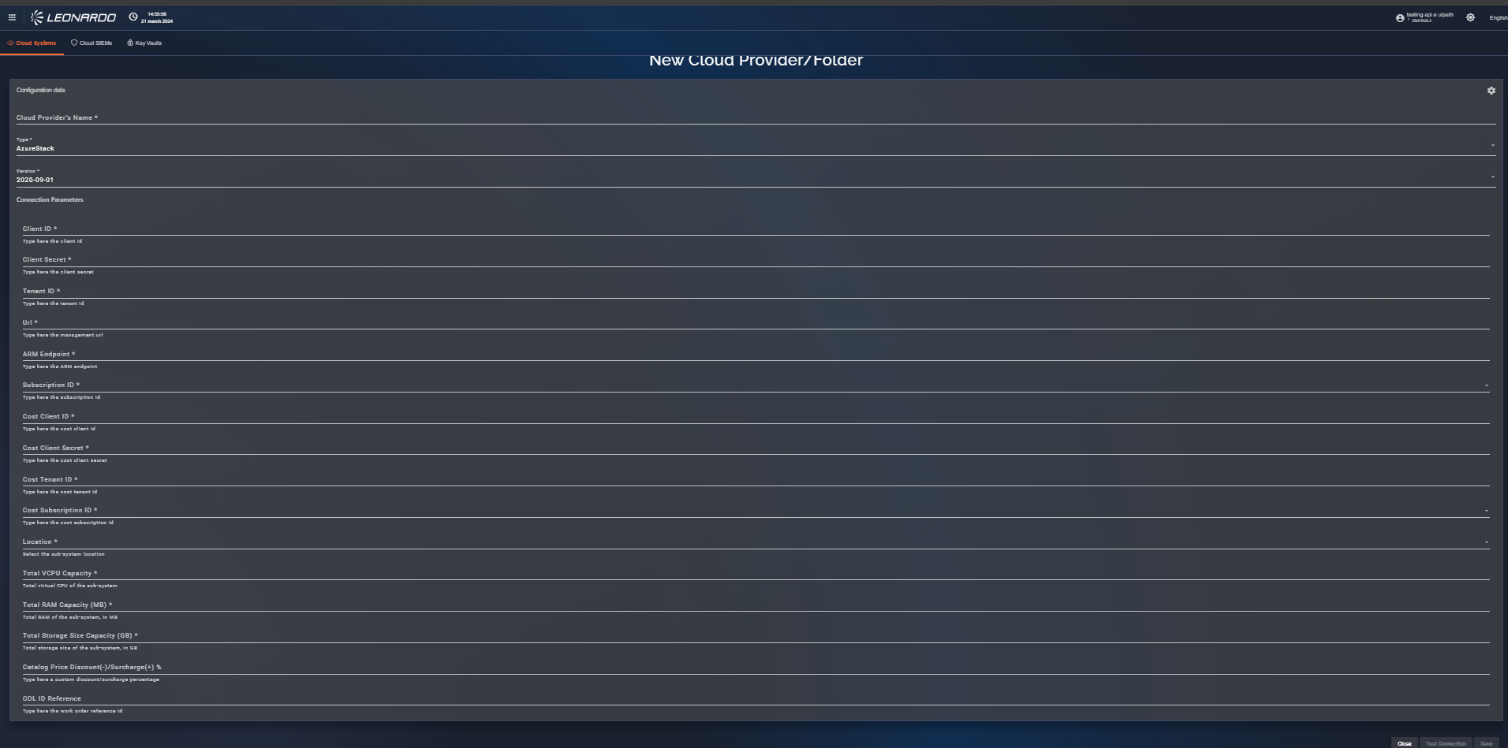 LEONARDO
14:55:58
21 march 2024
testing api e uipath
DEFAULT
English
Cloud Systems
Cloud SIEMs
Key Vaults
New Cloud Provider/Folder
Configuration data
Cloud Provider's Name *
Type *
AzureStack
Version *
2020-09-01
Connection Parameters
Client ID *
Type here the client id
Client Secret *
Type here the client secret
Tenant ID *
Type here the tenant id
Url *
Type here the management url
ARM Endpoint *
Type here the ARM endpoint
Subscription ID *
Type here the subscription id
Cost Client ID *
Type here the cost client id
Cost Client Secret *
Type here the cost client secret
Cost Tenant ID *
Type here the cost tenant id
Cost Subscription ID *
Type here the cost subscription id
Location *
Select the sub-system location
Total VCPU Capacity *
Total virtual CPU of the sub-system
Total RAM Capacity (MB) *
Total RAM of the sub-system, in MB
Total Storage Size Capacity (GB) *
Total storage size of the sub-system, in GB
Catalog Price Discount(-)/Surcharge(+) %
Type here a custom discount/surcharge percentage
ODL ID Reference
Type here the work order reference id
Close
Test Connection
Save